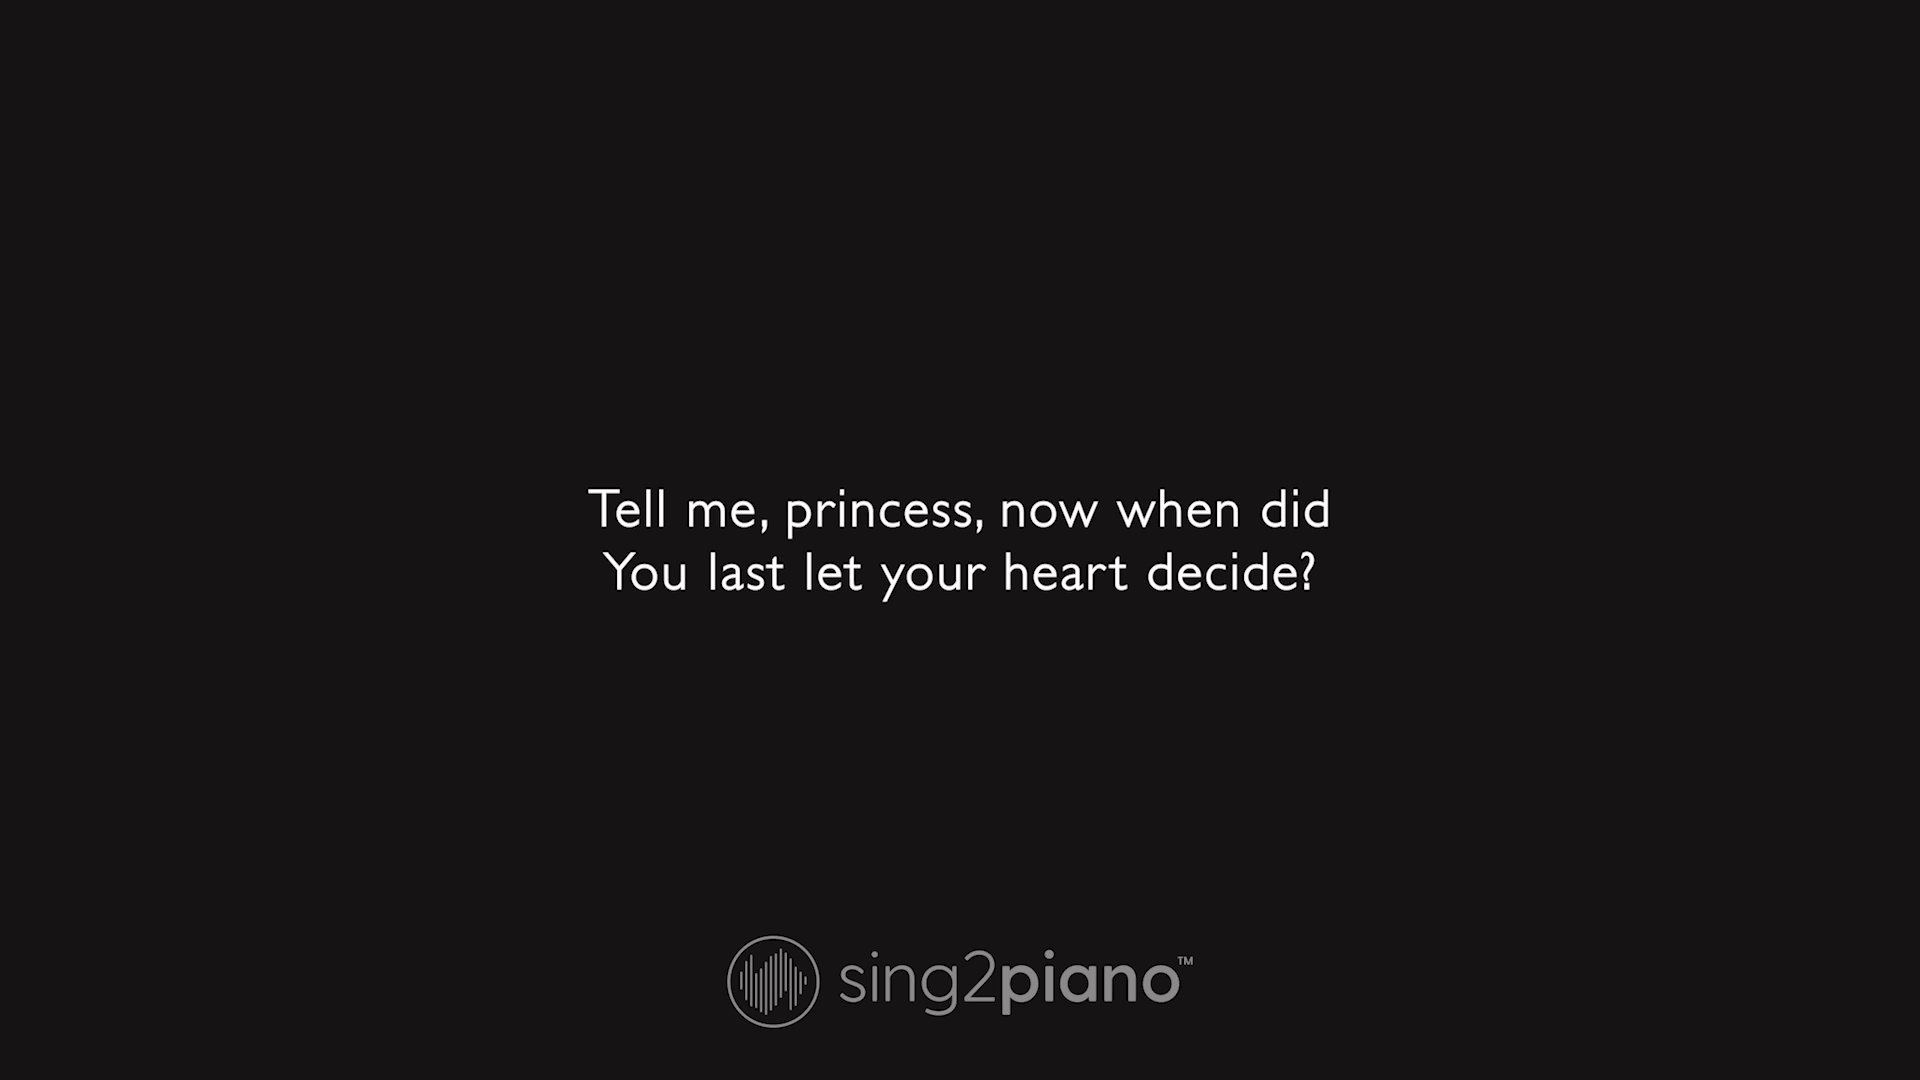 Tell me, princess, now when did
You last let your heart decide?
sing2piano™